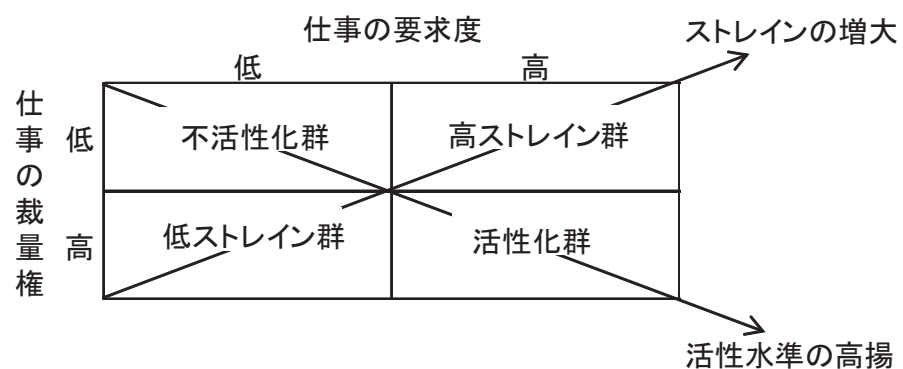 仕事の要求度
ストレインの増大
低
高
仕事の裁量権
低
不活性化群
高ストレイン群
高
低ストレイン群
活性化群
活性水準の高揚